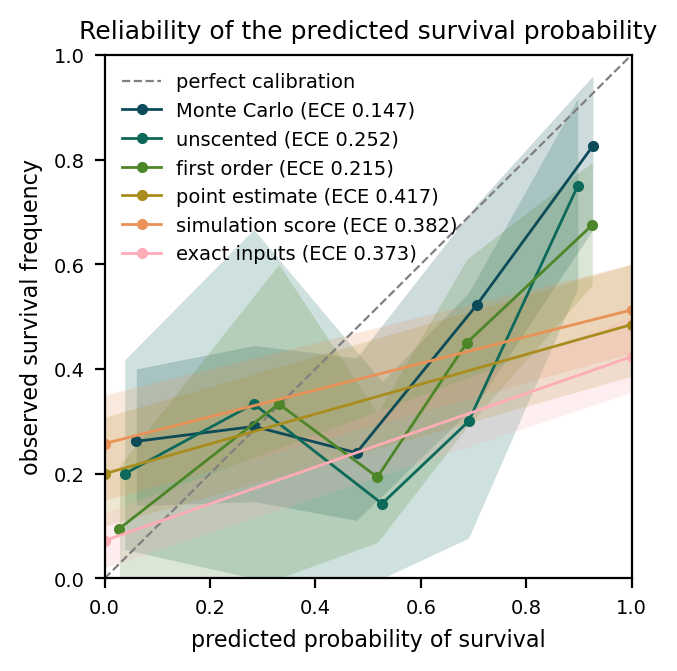 Reliability of the predicted survival probability
1.0
0.8
0.6
0.4
0.2
0.0
observed survival frequency
perfect calibration
Monte Carlo (ECE 0.147)
unscented (ECE 0.252)
first order (ECE 0.215)
point estimate (ECE 0.417)
simulation score (ECE 0.382)
exact inputs (ECE 0.373)
0.0 0.2 0.4 0.6 0.8 1.0
predicted probability of survival